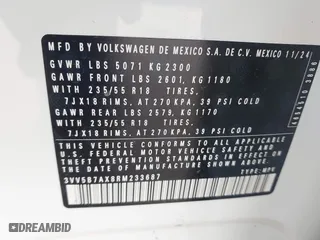 MFD BY VOLKSWAGEN DE MEXICO S.A. DE C.V. MEXICO 11/24
GVWR LBS 5071 KG 2300
GAWR FRONT LBS 2601, KG 1180
WITH 235/55 R18 TIRES.
7JX18 RIMS, AT 270 KPA, 39 PSI COLD
GAWR REAR LBS 2579, KG 1170
WITH 235/55 R18 TIRES,
7JX18 RIMS, AT 270 KPA, 39 PSI COLD
THIS VEHICLE CONFORMS TO ALL APPLICABLE
FEDERAL MOTOR VEHICLE SAFETY, BUMPER, AND
THEFT PREVENTION STANDARDS IN EFFECT ON THE
DATE OF MANUFACTURE SHOWN ABOVE.
TYPE: MPV
AUTOBIDMASTER